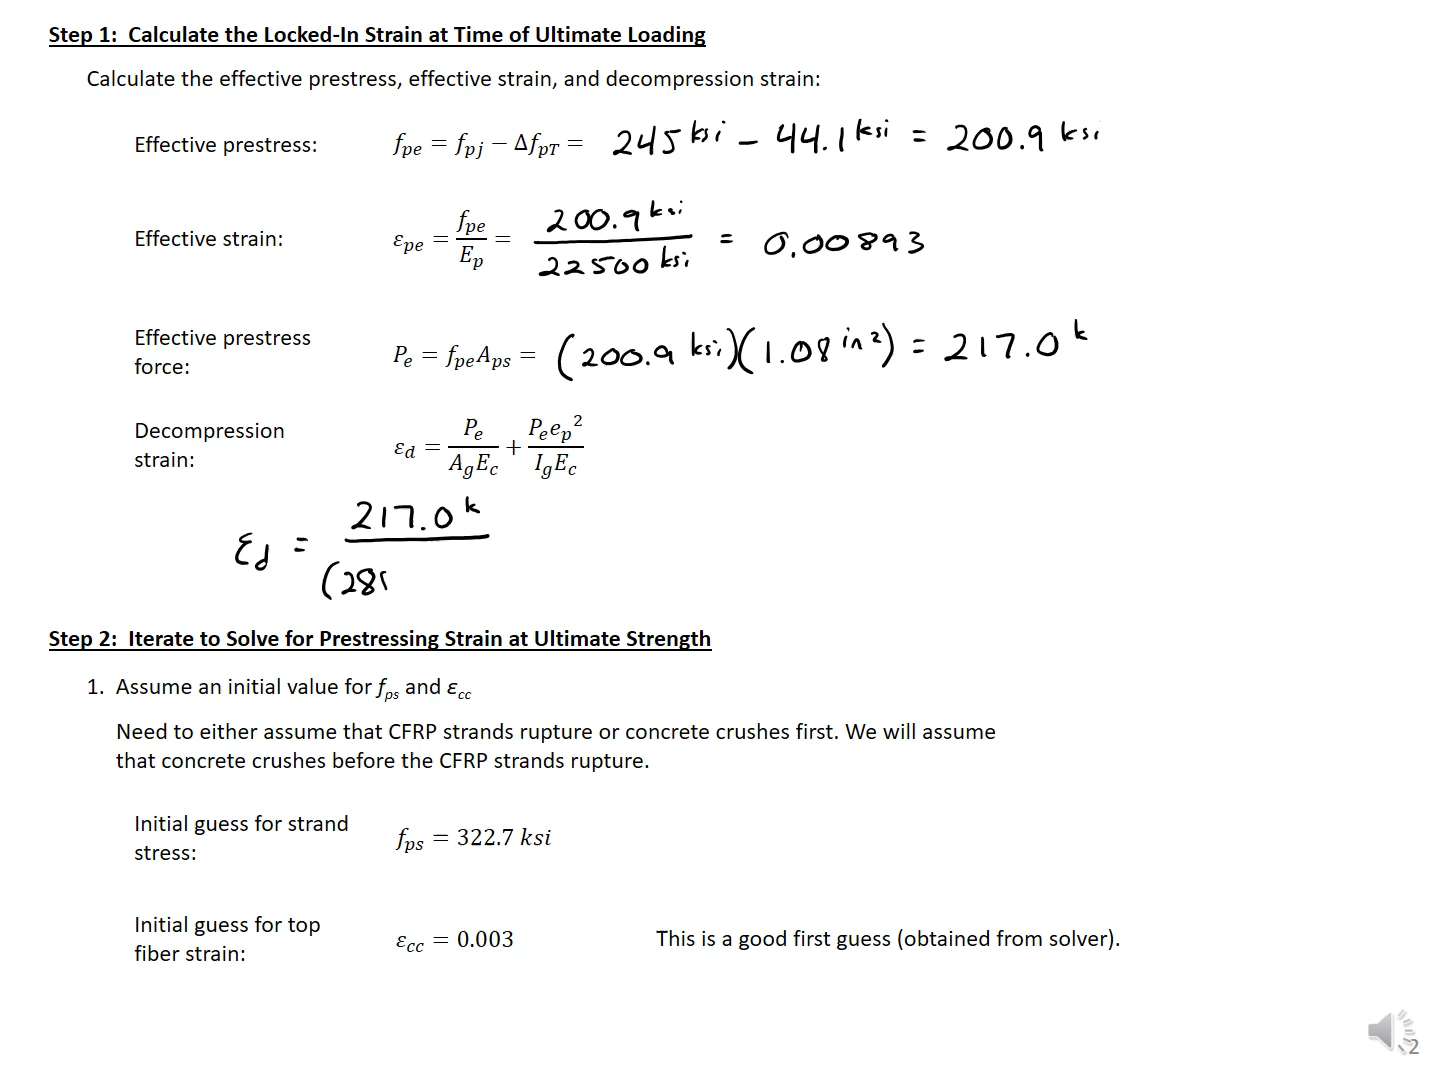 Step 1: Calculate the Locked-In Strain at Time of Ultimate Loading
Calculate the effective prestress, effective strain, and decompression strain:
Effective prestress: f_pe = f_pj − Δf_pT = 245 ksi − 44.1 ksi = 200.9 ksi
Effective strain: ε_pe = f_pe / E_p = 200.9 ksi / 22500 ksi = 0.00893
Effective prestress
force: P_e = f_pe A_ps = (200.9 ksi)(1.08 in²) = 217.0 k
Decompression
strain: ε_d = P_e / (A_g E_c) + P_e e_p² / (I_g E_c)
ε_d = 217.0 k / (28
Step 2: Iterate to Solve for Prestressing Strain at Ultimate Strength
1. Assume an initial value for f_ps and ε_cc
Need to either assume that CFRP strands rupture or concrete crushes first. We will assume
that concrete crushes before the CFRP strands rupture.
Initial guess for strand
stress: f_ps = 322.7 ksi
Initial guess for top
fiber strain: ε_cc = 0.003 This is a good first guess (obtained from solver).
2